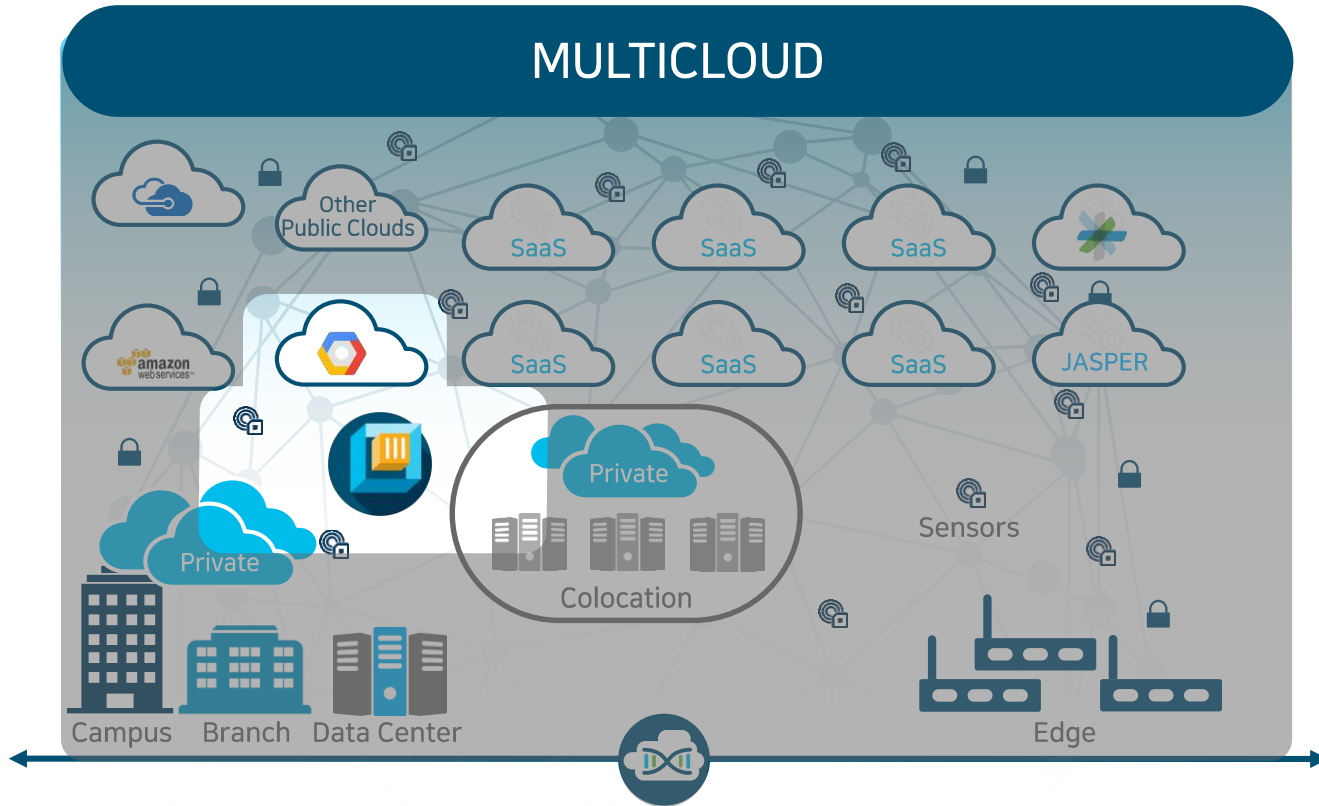 MULTICLOUD
Other
Public Clouds
SaaS
SaaS
SaaS
amazon
web services™
SaaS
SaaS
SaaS
JASPER
Private
Private
Sensors
Colocation
Campus
Branch
Data Center
Edge